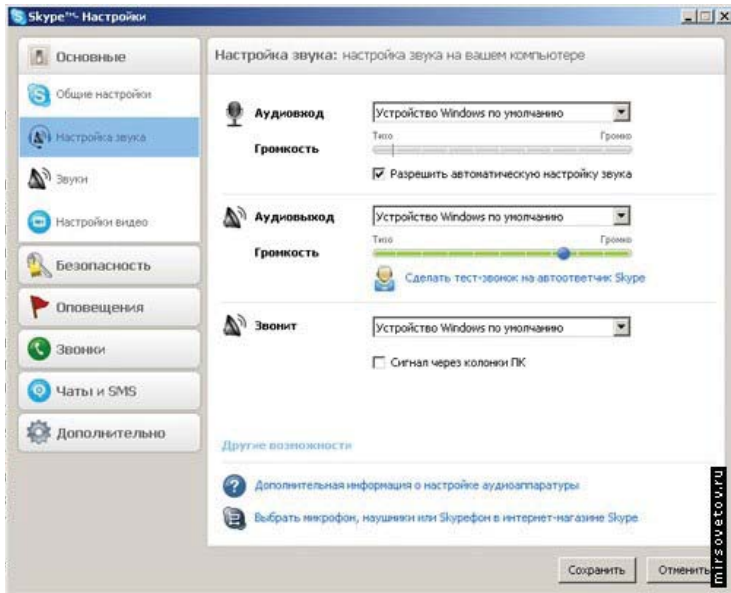 Skype™- Настройки
Основные
Общие настройки
Настройка звука
Звуки
Настройки видео
Безопасность
Оповещения
Звонки
Чаты и SMS
Дополнительно
Настройка звука: настройка звука на вашем компьютере
Аудиовход
Устройство Windows по умолчанию
Громкость
Тихо Громко
Разрешить автоматическую настройку звука
Аудиовыход
Устройство Windows по умолчанию
Громкость
Тихо Громко
Сделать тест-звонок на автоответчик Skype
Звонит
Устройство Windows по умолчанию
Сигнал через колонки ПК
Другие возможности
Дополнительная информация о настройке аудиоаппаратуры
Выбрать микрофон, наушники или Skypeфон в интернет-магазине Skype
Сохранить
Отменить
mirsovetov.ru